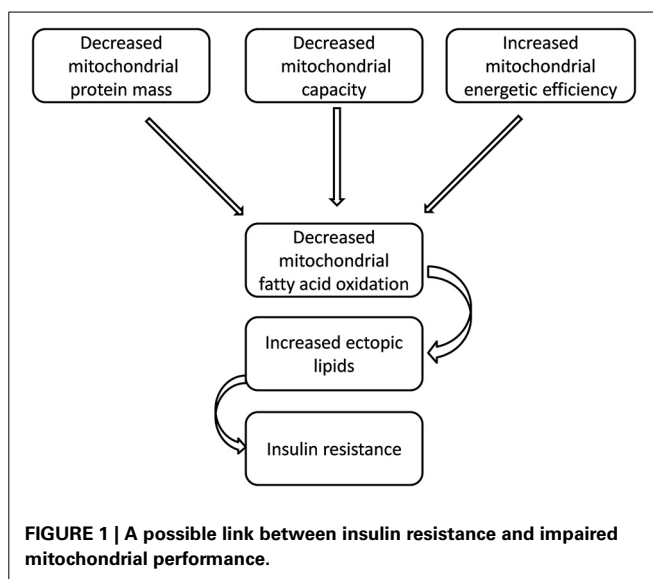 Decreased
mitochondrial
protein mass
Decreased
mitochondrial
capacity
Increased
mitochondrial
energetic efficiency
Decreased
mitochondrial
fatty acid oxidation
Increased ectopic
lipids
Insulin resistance
FIGURE 1 | A possible link between insulin resistance and impaired
mitochondrial performance.